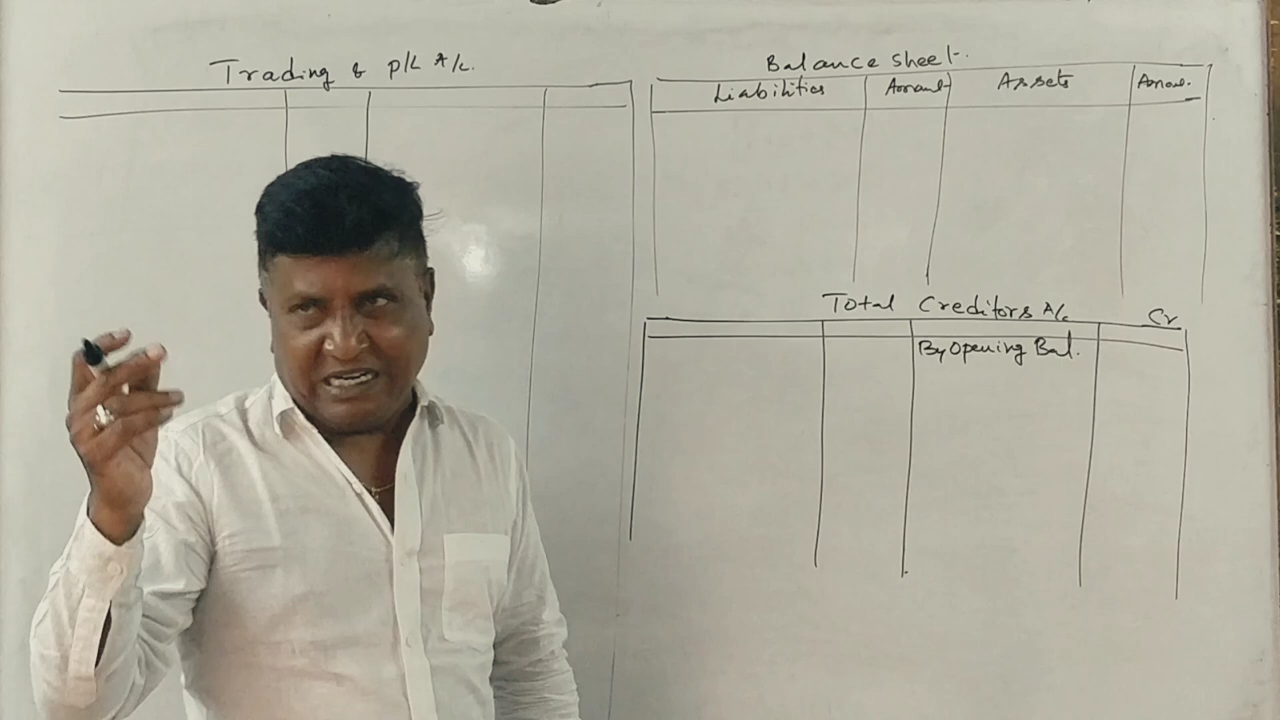 Trading & P/L A/c.
Balance sheet.
Liabilities Amount Assets Amou.
Total Creditors A/c Cr
By Opening Bal.